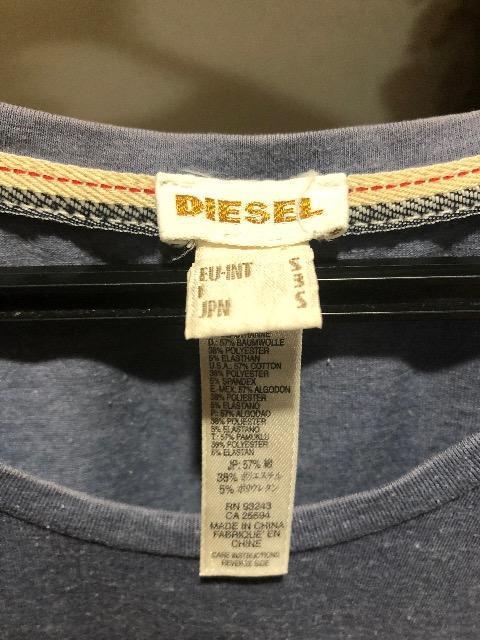 DIESEL
EU-INT S
I 3
JPN S
D.: 57% BAUMWOLLE
38% POLYESTER
5% ELASTHAN
U.S.A.: 57% COTTON
38% POLYESTER
5% SPANDEX
E-MEX: 57% ALGODON
38% POLIESTER
5% ELASTANO
P: 57% ALGODAO
38% POLIESTER
5% ELASTANO
T: 57% PAMUKLU
38% POLYESTER
5% ELASTAN
JP: 57% 綿
38% ポリエステル
5% ポリウレタン
RN 93243
CA 25594
MADE IN CHINA
FABRIQUE' EN
CHINE
CARE INSTRUCTIONS
REVERSE SIDE